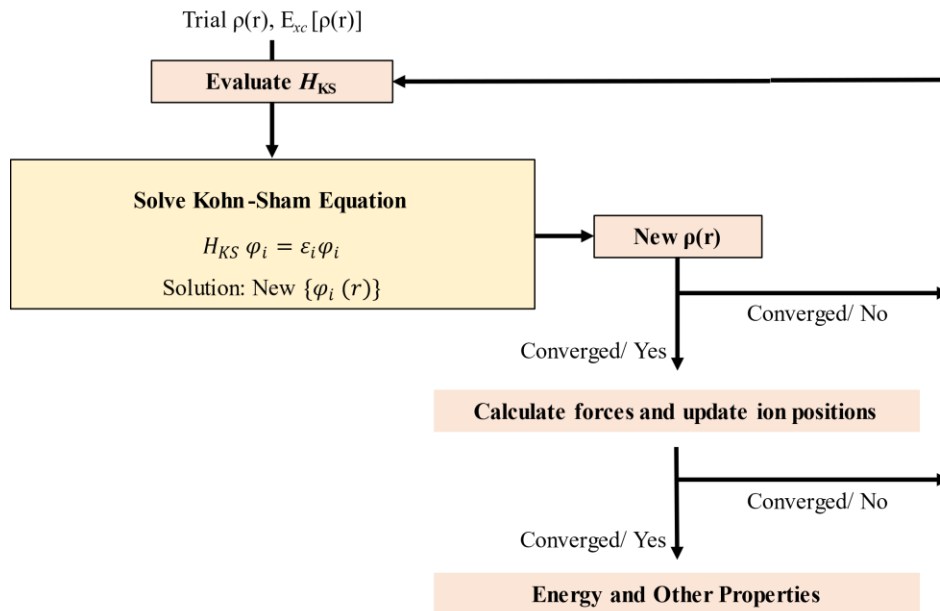 Trial ρ(r), E𝑥𝑐 [ρ(r)]
Evaluate H_KS
Solve Kohn-Sham Equation
H_KS φ_i = ε_i φ_i
Solution: New {φ_i (r)}
New ρ(r)
Converged/ No
Converged/ Yes
Calculate forces and update ion positions
Converged/ No
Converged/ Yes
Energy and Other Properties